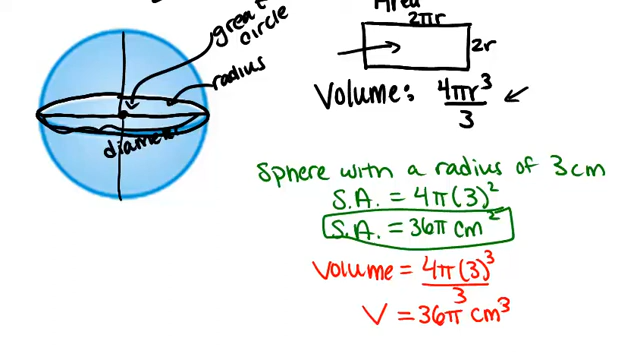 great
circle
radius
diameter
Area
2πr
2r
Volume: 4πr³/3
Sphere with a radius of 3cm
S.A. = 4π(3)²
S.A. = 36π cm²
Volume = 4π(3)³/3
V = 36π cm³